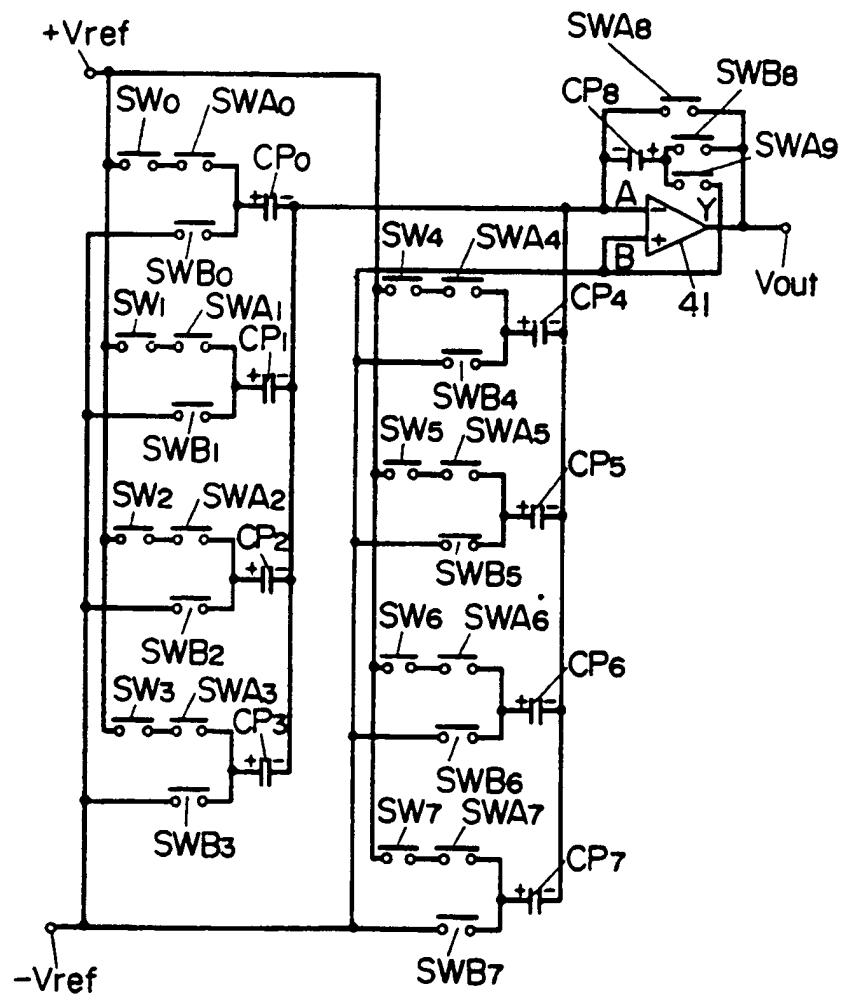 +Vref
SWA8
SWB8
CP8
SWA9
SW0 SWA0
CP0
+ -
- +
A
-
Y
B
+
41
Vout
SWB0
SW4 SWA4
CP4
+ -
SW1 SWA1
CP1
+ -
SWB4
SWB1
SW5 SWA5
CP5
+ -
SW2 SWA2
CP2
+ -
SWB5
SWB2
SW6 SWA6
CP6
+ -
SW3 SWA3
CP3
+ -
SWB6
SWB3
SW7 SWA7
CP7
+ -
SWB7
-Vref